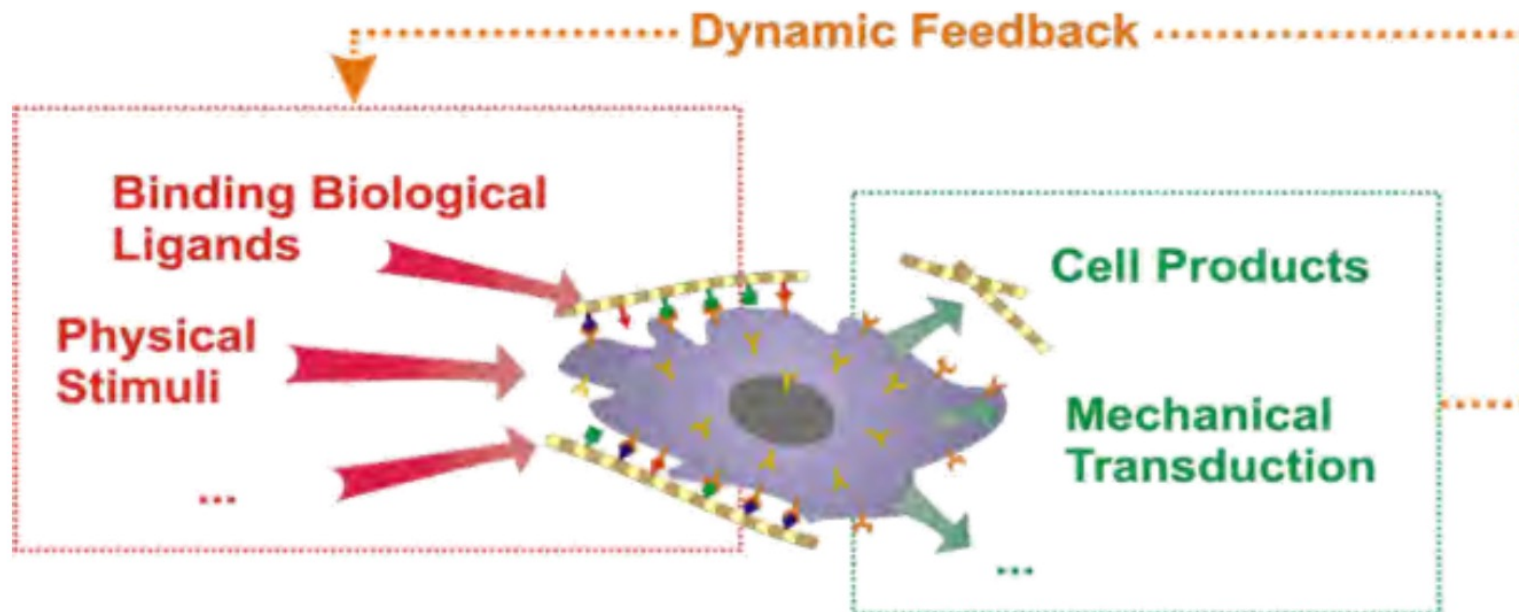 Dynamic Feedback
Binding Biological
Ligands
Physical
Stimuli
...
Cell Products
Mechanical
Transduction
...